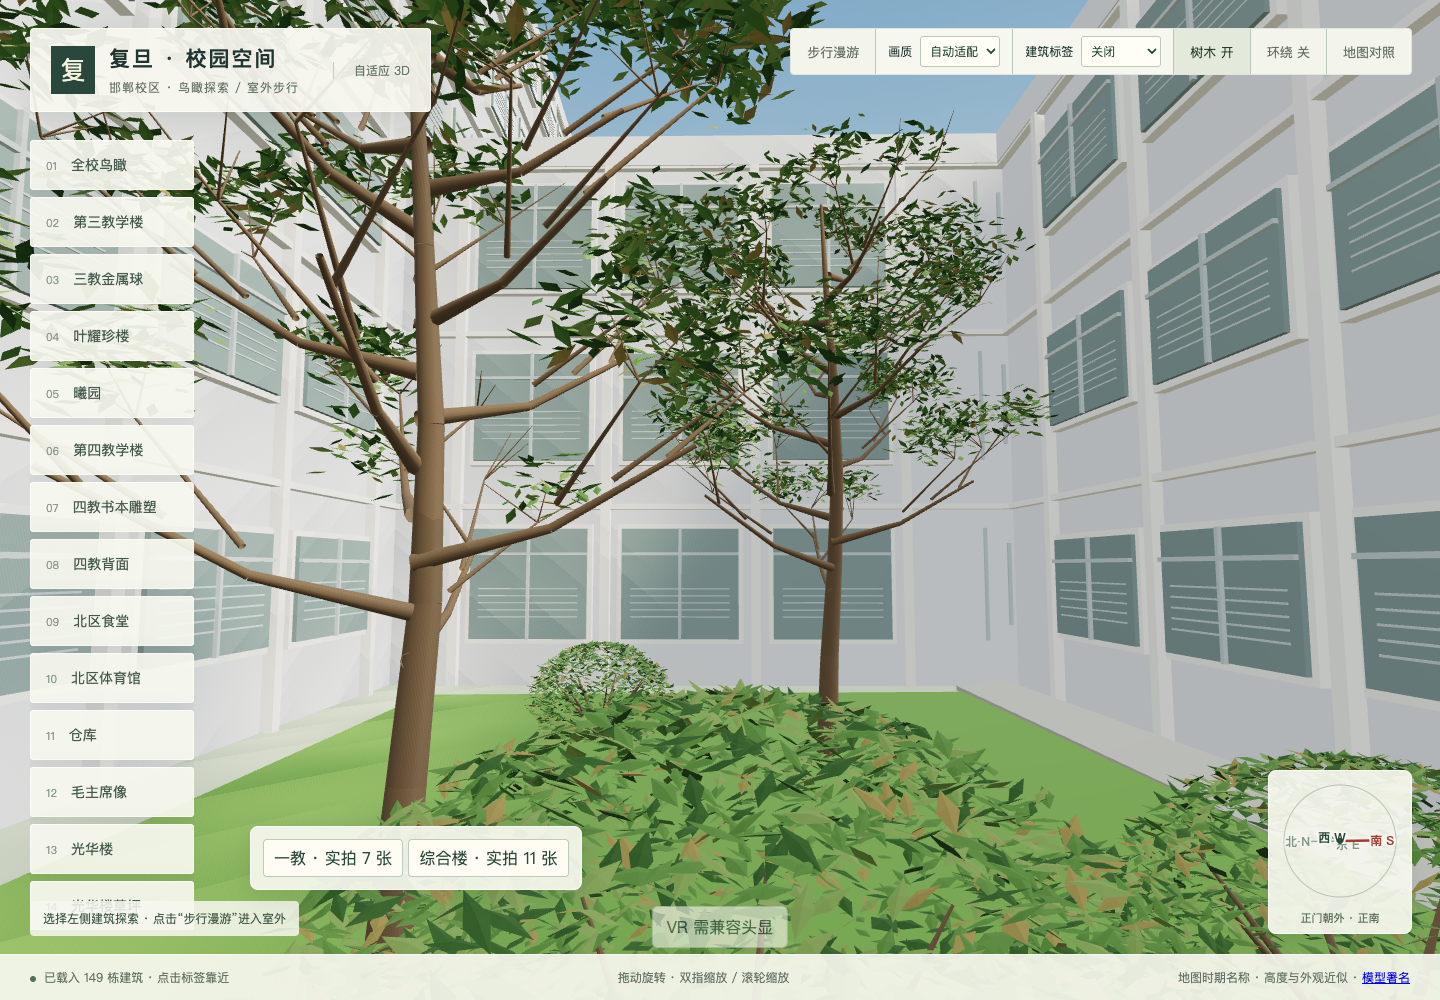 复
复旦 · 校园空间
邯郸校区 · 鸟瞰探索 / 室外步行
自适应 3D
步行漫游
画质
自动适配
建筑标签
关闭
树木 开
环绕 关
地图对照
01 全校鸟瞰
02 第三教学楼
03 三教金属球
04 叶耀珍楼
05 曦园
06 第四教学楼
07 四教书本雕塑
08 四教背面
09 北区食堂
10 北区体育馆
11 仓库
12 毛主席像
13 光华楼
14 光华楼草坪
选择左侧建筑探索 · 点击“步行漫游”进入室外
一教 · 实拍 7 张
综合楼 · 实拍 11 张
VR 需兼容头显
北·N
西 W
东 E
南 S
正门朝外 · 正南
已载入 149 栋建筑 · 点击标签靠近
拖动旋转 · 双指缩放 / 滚轮缩放
地图时期名称 · 高度与外观近似 · 模型署名